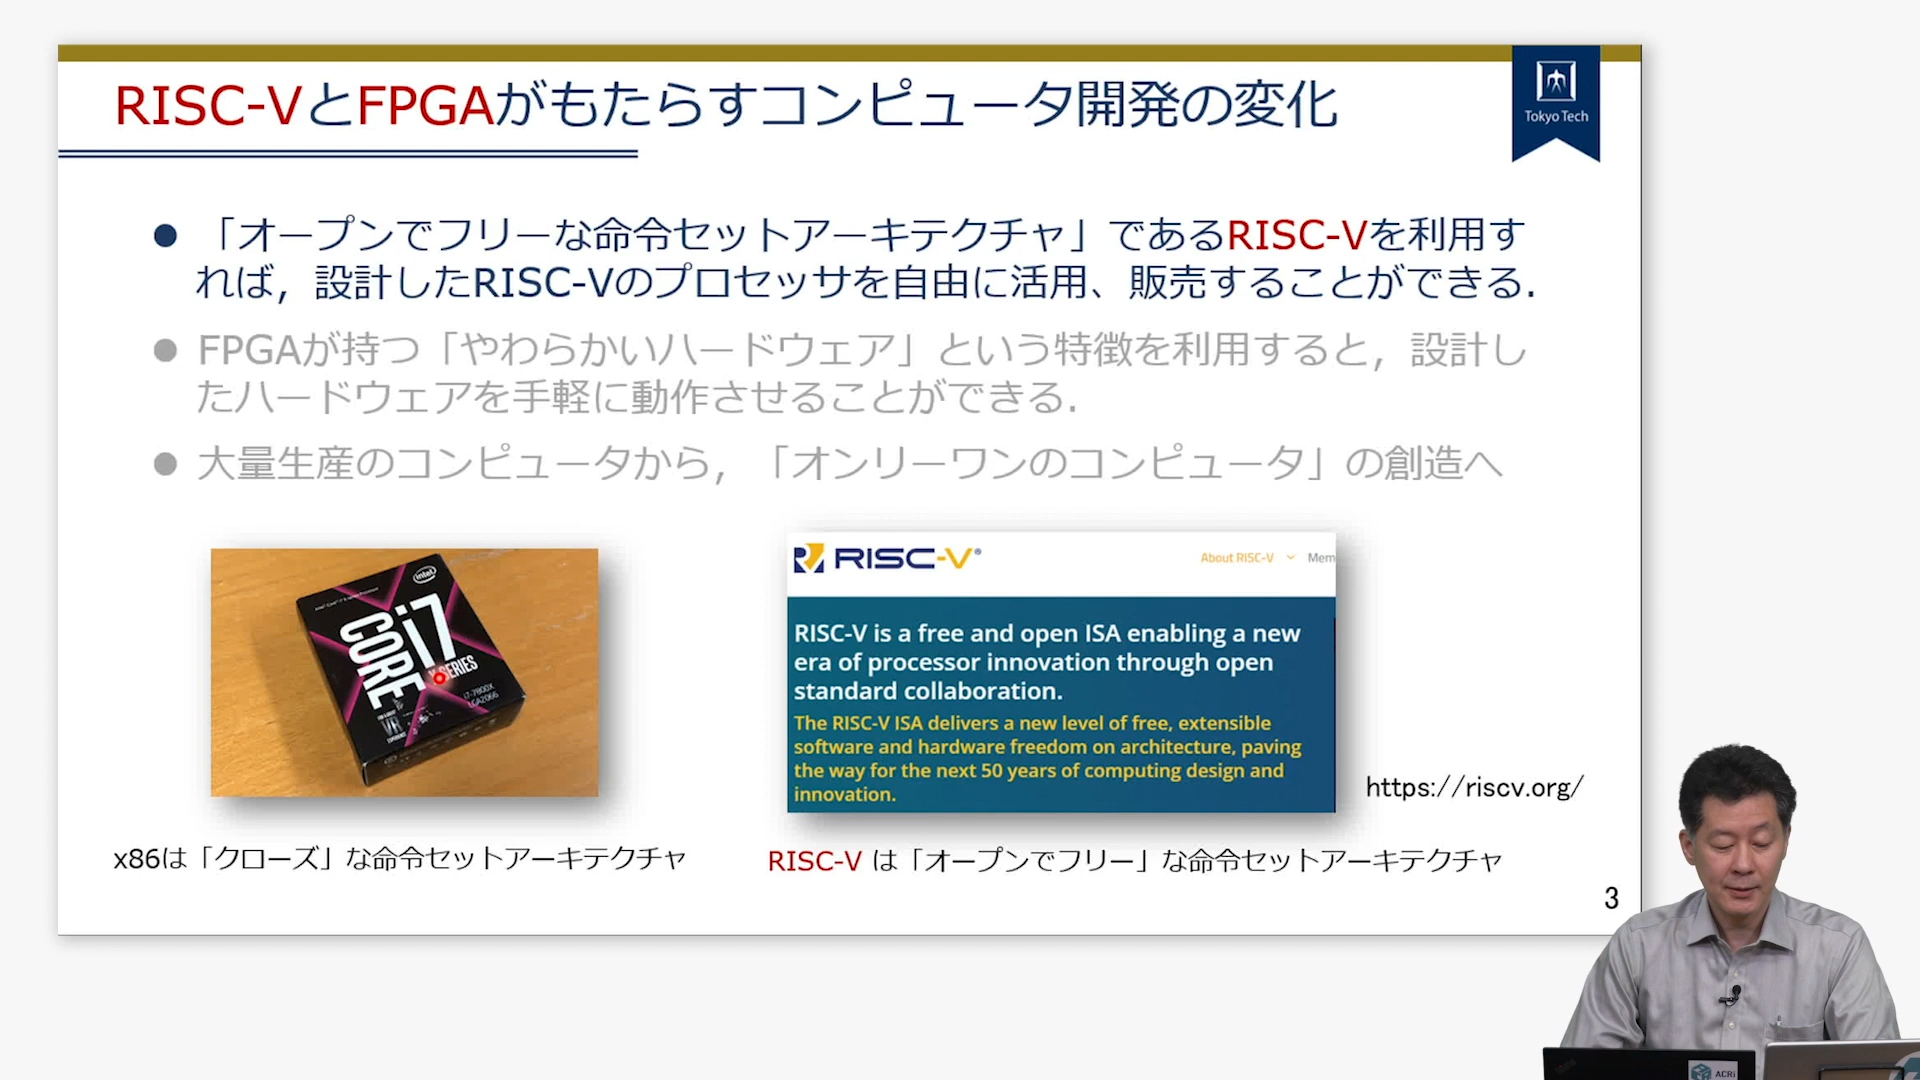 RISC-VとFPGAがもたらすコンピュータ開発の変化
Tokyo Tech
「オープンでフリーな命令セットアーキテクチャ」であるRISC-Vを利用す
れば，設計したRISC-Vのプロセッサを自由に活用、販売することができる．
FPGAが持つ「やわらかいハードウェア」という特徴を利用すると，設計し
たハードウェアを手軽に動作させることができる．
大量生産のコンピュータから，「オンリーワンのコンピュータ」の創造へ
intel
CORE i7
X-SERIES
i7-7800X
LGA2066
VR
RISC-V®
About RISC-V
Mem
RISC-V is a free and open ISA enabling a new
era of processor innovation through open
standard collaboration.
The RISC-V ISA delivers a new level of free, extensible
software and hardware freedom on architecture, paving
the way for the next 50 years of computing design and
innovation.
https://riscv.org/
x86は「クローズ」な命令セットアーキテクチャ
RISC-V は「オープンでフリー」な命令セットアーキテクチャ
3
ACRi